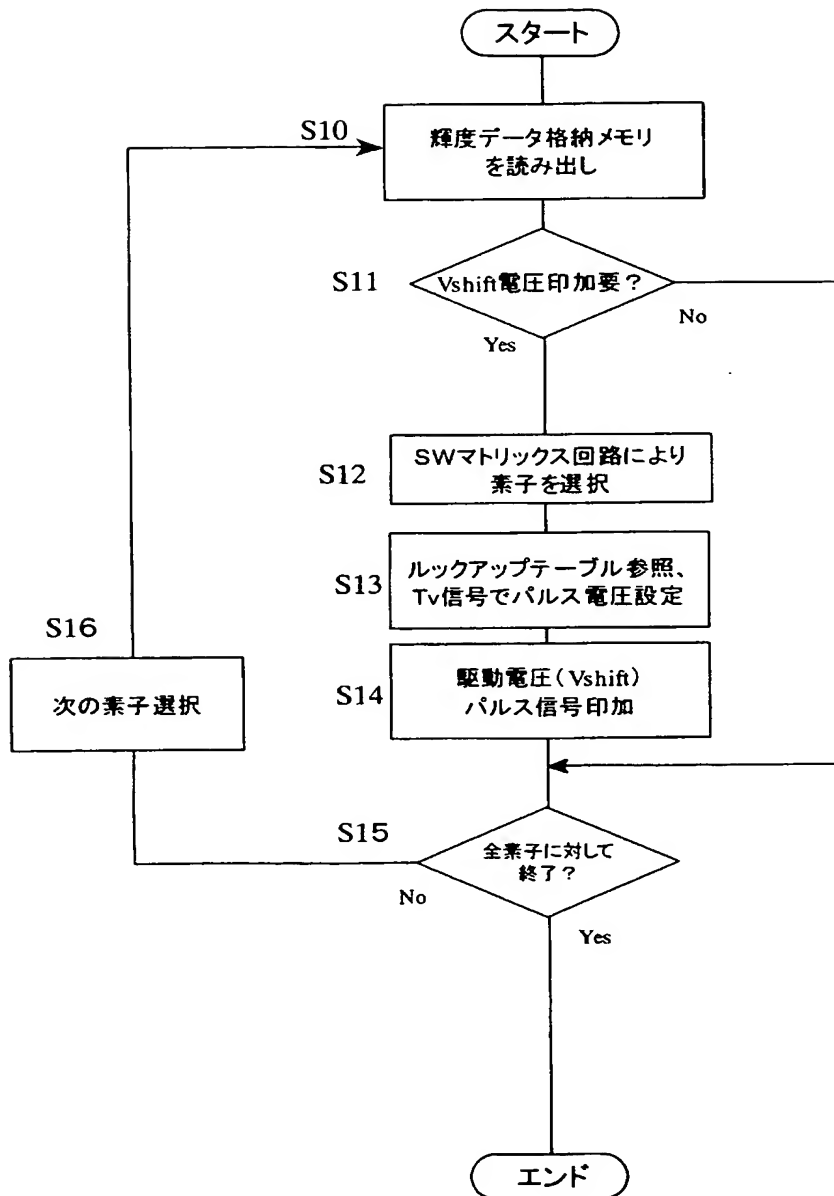 スタート
S10
輝度データ格納メモリ
を読み出し
S11
Vshift電圧印加要？
No
Yes
S12
SWマトリックス回路により
素子を選択
S13
ルックアップテーブル参照、
Tv信号でパルス電圧設定
S16
次の素子選択
S14
駆動電圧（Vshift）
パルス信号印加
S15
全素子に対して
終了？
No
Yes
エンド